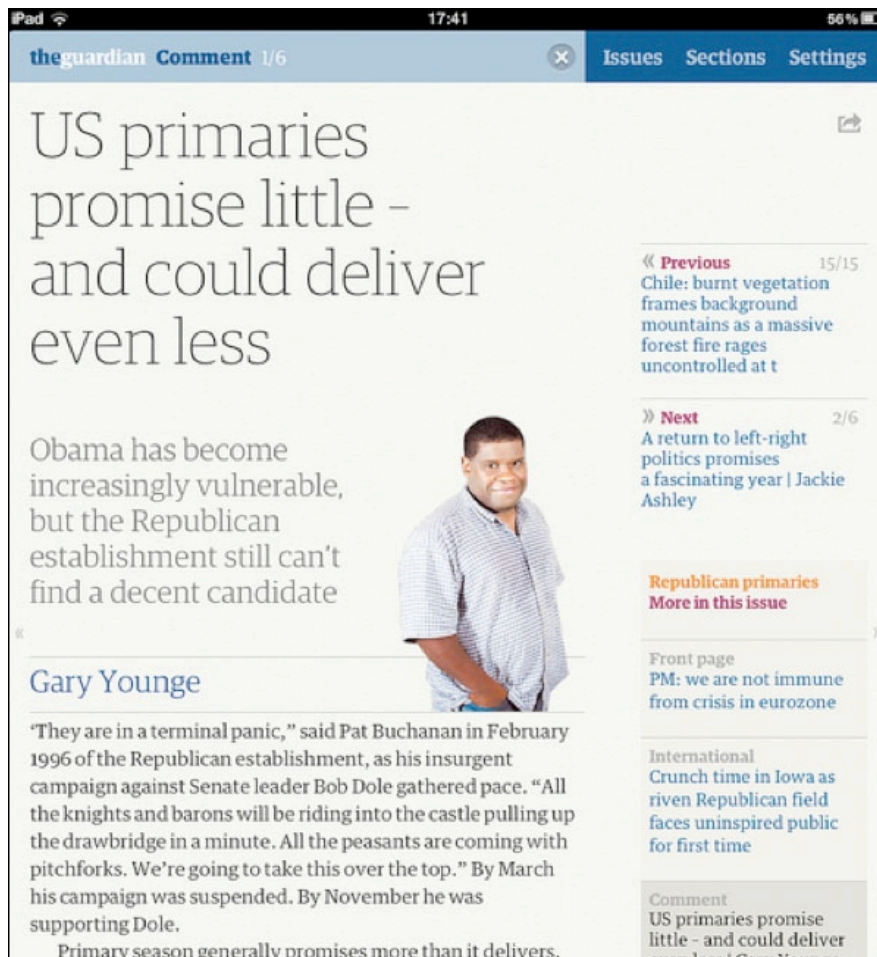 iPad 17:41 56%
theguardian Comment 1/6 Issues Sections Settings
US primaries
promise little –
and could deliver
even less
Obama has become
increasingly vulnerable,
but the Republican
establishment still can't
find a decent candidate
Gary Younge
‘They are in a terminal panic,” said Pat Buchanan in February
1996 of the Republican establishment, as his insurgent
campaign against Senate leader Bob Dole gathered pace. “All
the knights and barons will be riding into the castle pulling up
the drawbridge in a minute. All the peasants are coming with
pitchforks. We’re going to take this over the top.” By March
his campaign was suspended. By November he was
supporting Dole.
Primary season generally promises more than it delivers.
« Previous 15/15
Chile: burnt vegetation
frames background
mountains as a massive
forest fire rages
uncontrolled at t
» Next 2/6
A return to left-right
politics promises
a fascinating year | Jackie
Ashley
Republican primaries
More in this issue
Front page
PM: we are not immune
from crisis in eurozone
International
Crunch time in Iowa as
riven Republican field
faces uninspired public
for first time
Comment
US primaries promise
little – and could deliver
even less | Gary Younge